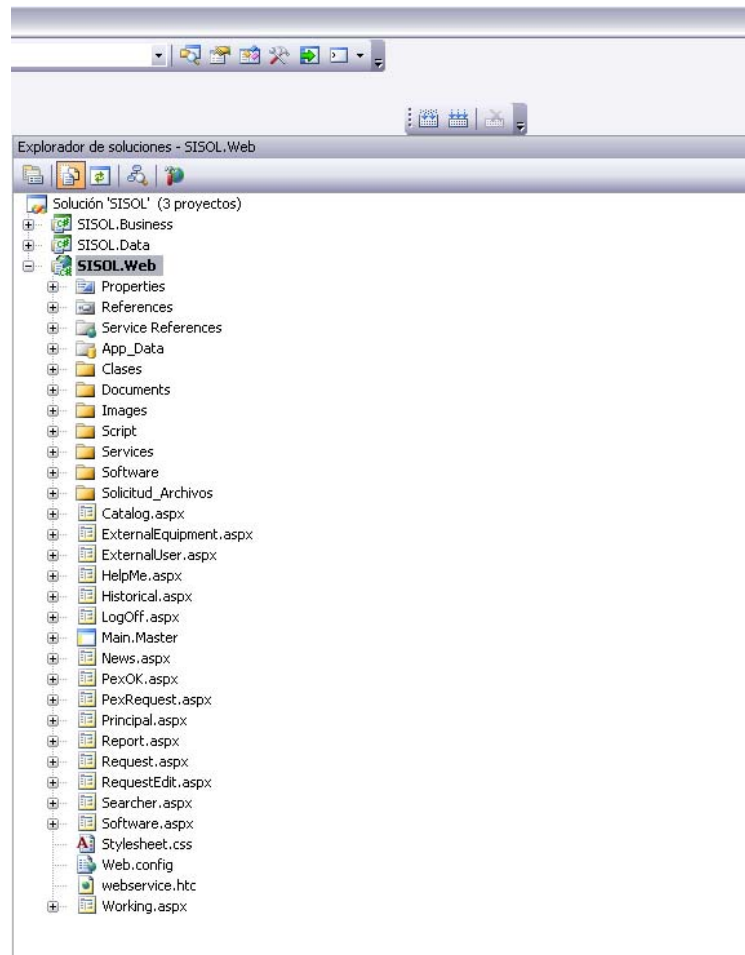 Explorador de soluciones - SISOL.Web
Solución 'SISOL' (3 proyectos)
SISOL.Business
SISOL.Data
SISOL.Web
Properties
References
Service References
App_Data
Clases
Documents
Images
Script
Services
Software
Solicitud_Archivos
Catalog.aspx
ExternalEquipment.aspx
ExternalUser.aspx
HelpMe.aspx
Historical.aspx
LogOff.aspx
Main.Master
News.aspx
PexOK.aspx
PexRequest.aspx
Principal.aspx
Report.aspx
Request.aspx
RequestEdit.aspx
Searcher.aspx
Software.aspx
Stylesheet.css
Web.config
webservice.htc
Working.aspx